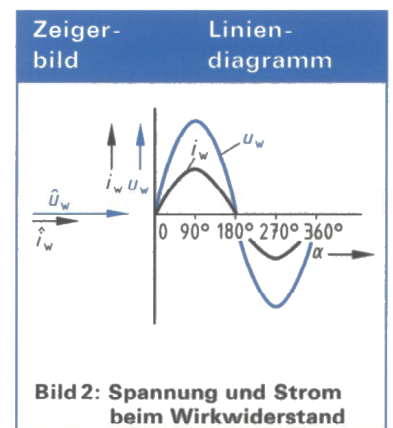 Zeiger-
bild
Linien-
diagramm
i_w u_w
i_w
u_w
û_w
î_w
0 90° 180° 270° 360°
α
Bild 2: Spannung und Strom
beim Wirkwiderstand